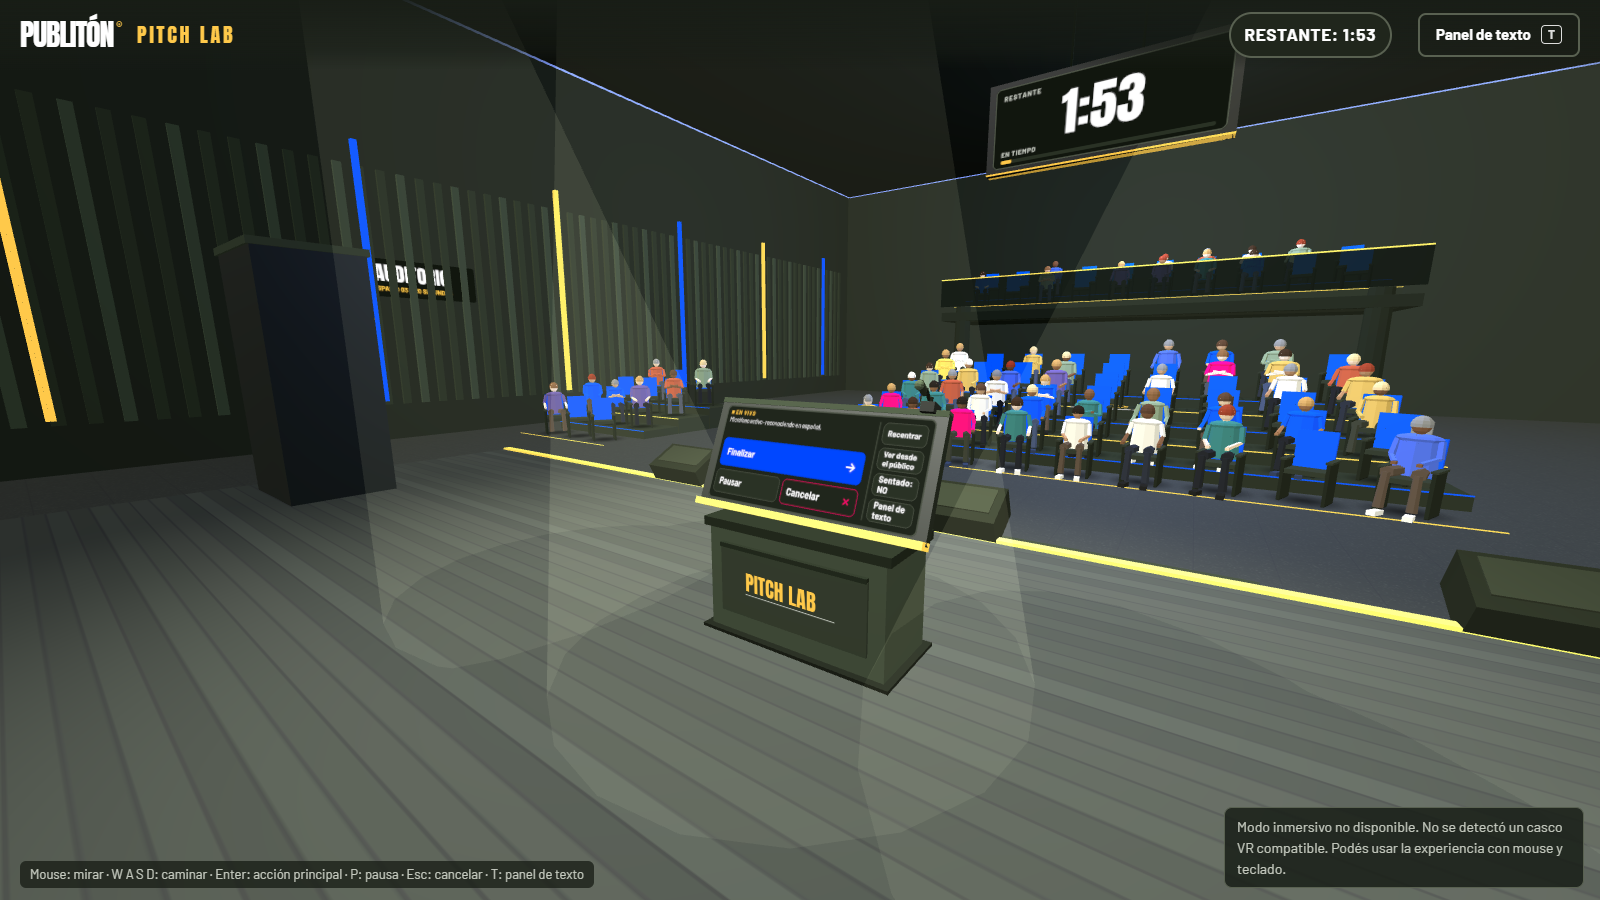 PUBLITÓN PITCH LAB
RESTANTE: 1:53
Panel de texto T
RESTANTE
1:53
EN TIEMPO
EN VIVO
Finalizar →
Pausar
Cancelar ×
Recentrar
Ver desde
el público
Sentado:
NO
Panel de
texto
PITCH LAB
Modo inmersivo no disponible. No se detectó un casco
VR compatible. Podés usar la experiencia con mouse y
teclado.
Mouse: mirar · W A S D: caminar · Enter: acción principal · P: pausa · Esc: cancelar · T: panel de texto